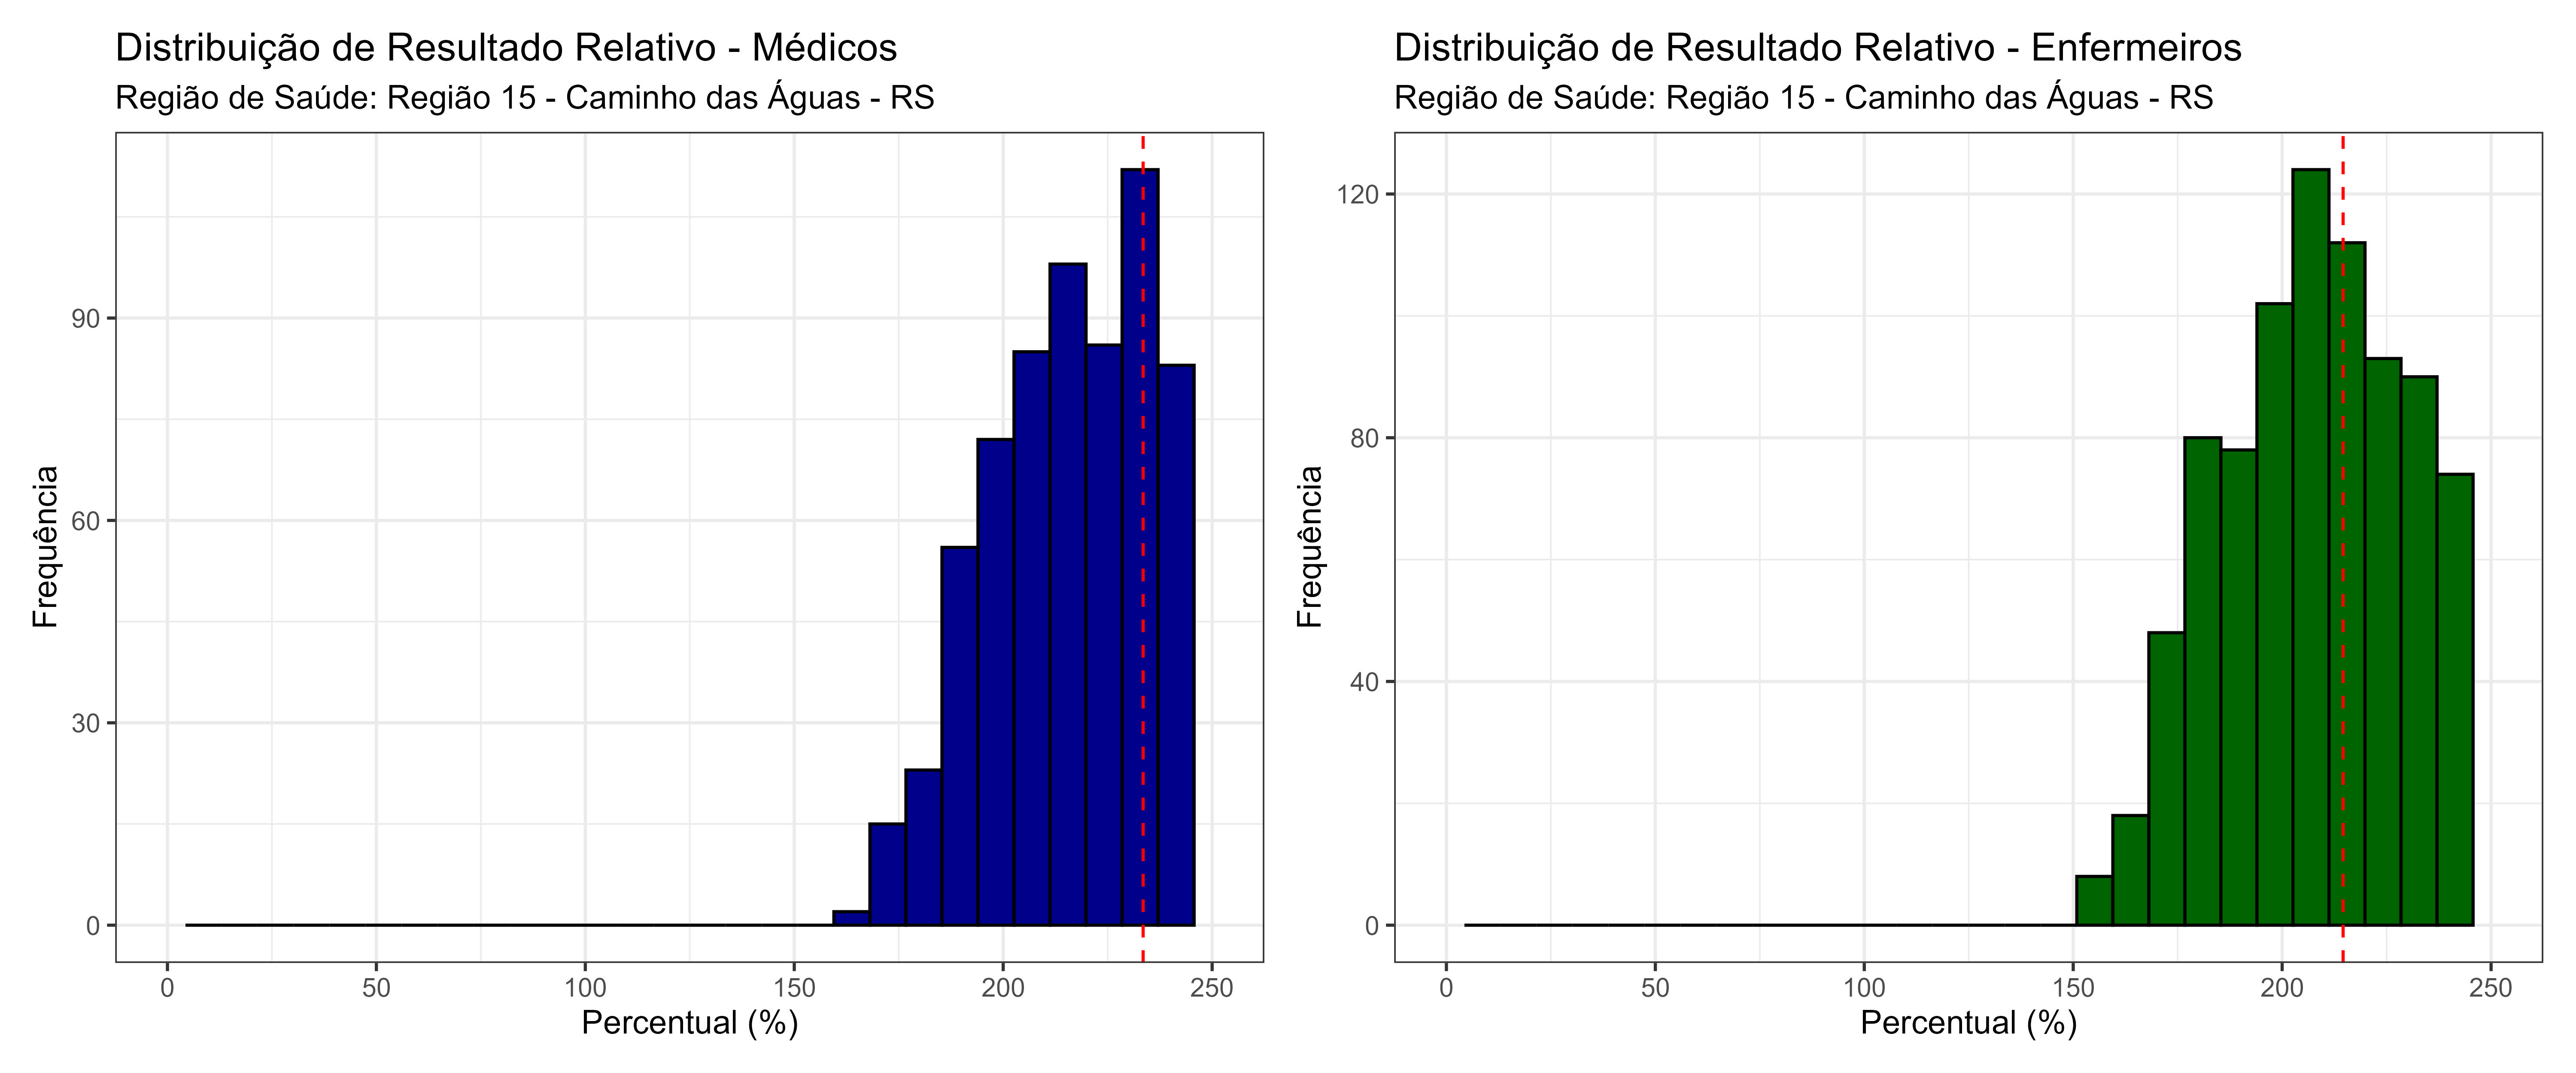 Distribuição de Resultado Relativo - Médicos
Região de Saúde: Região 15 - Caminho das Águas - RS
Frequência
90
60
30
0
0 50 100 150 200 250
Percentual (%)
Distribuição de Resultado Relativo - Enfermeiros
Região de Saúde: Região 15 - Caminho das Águas - RS
Frequência
120
80
40
0
0 50 100 150 200 250
Percentual (%)